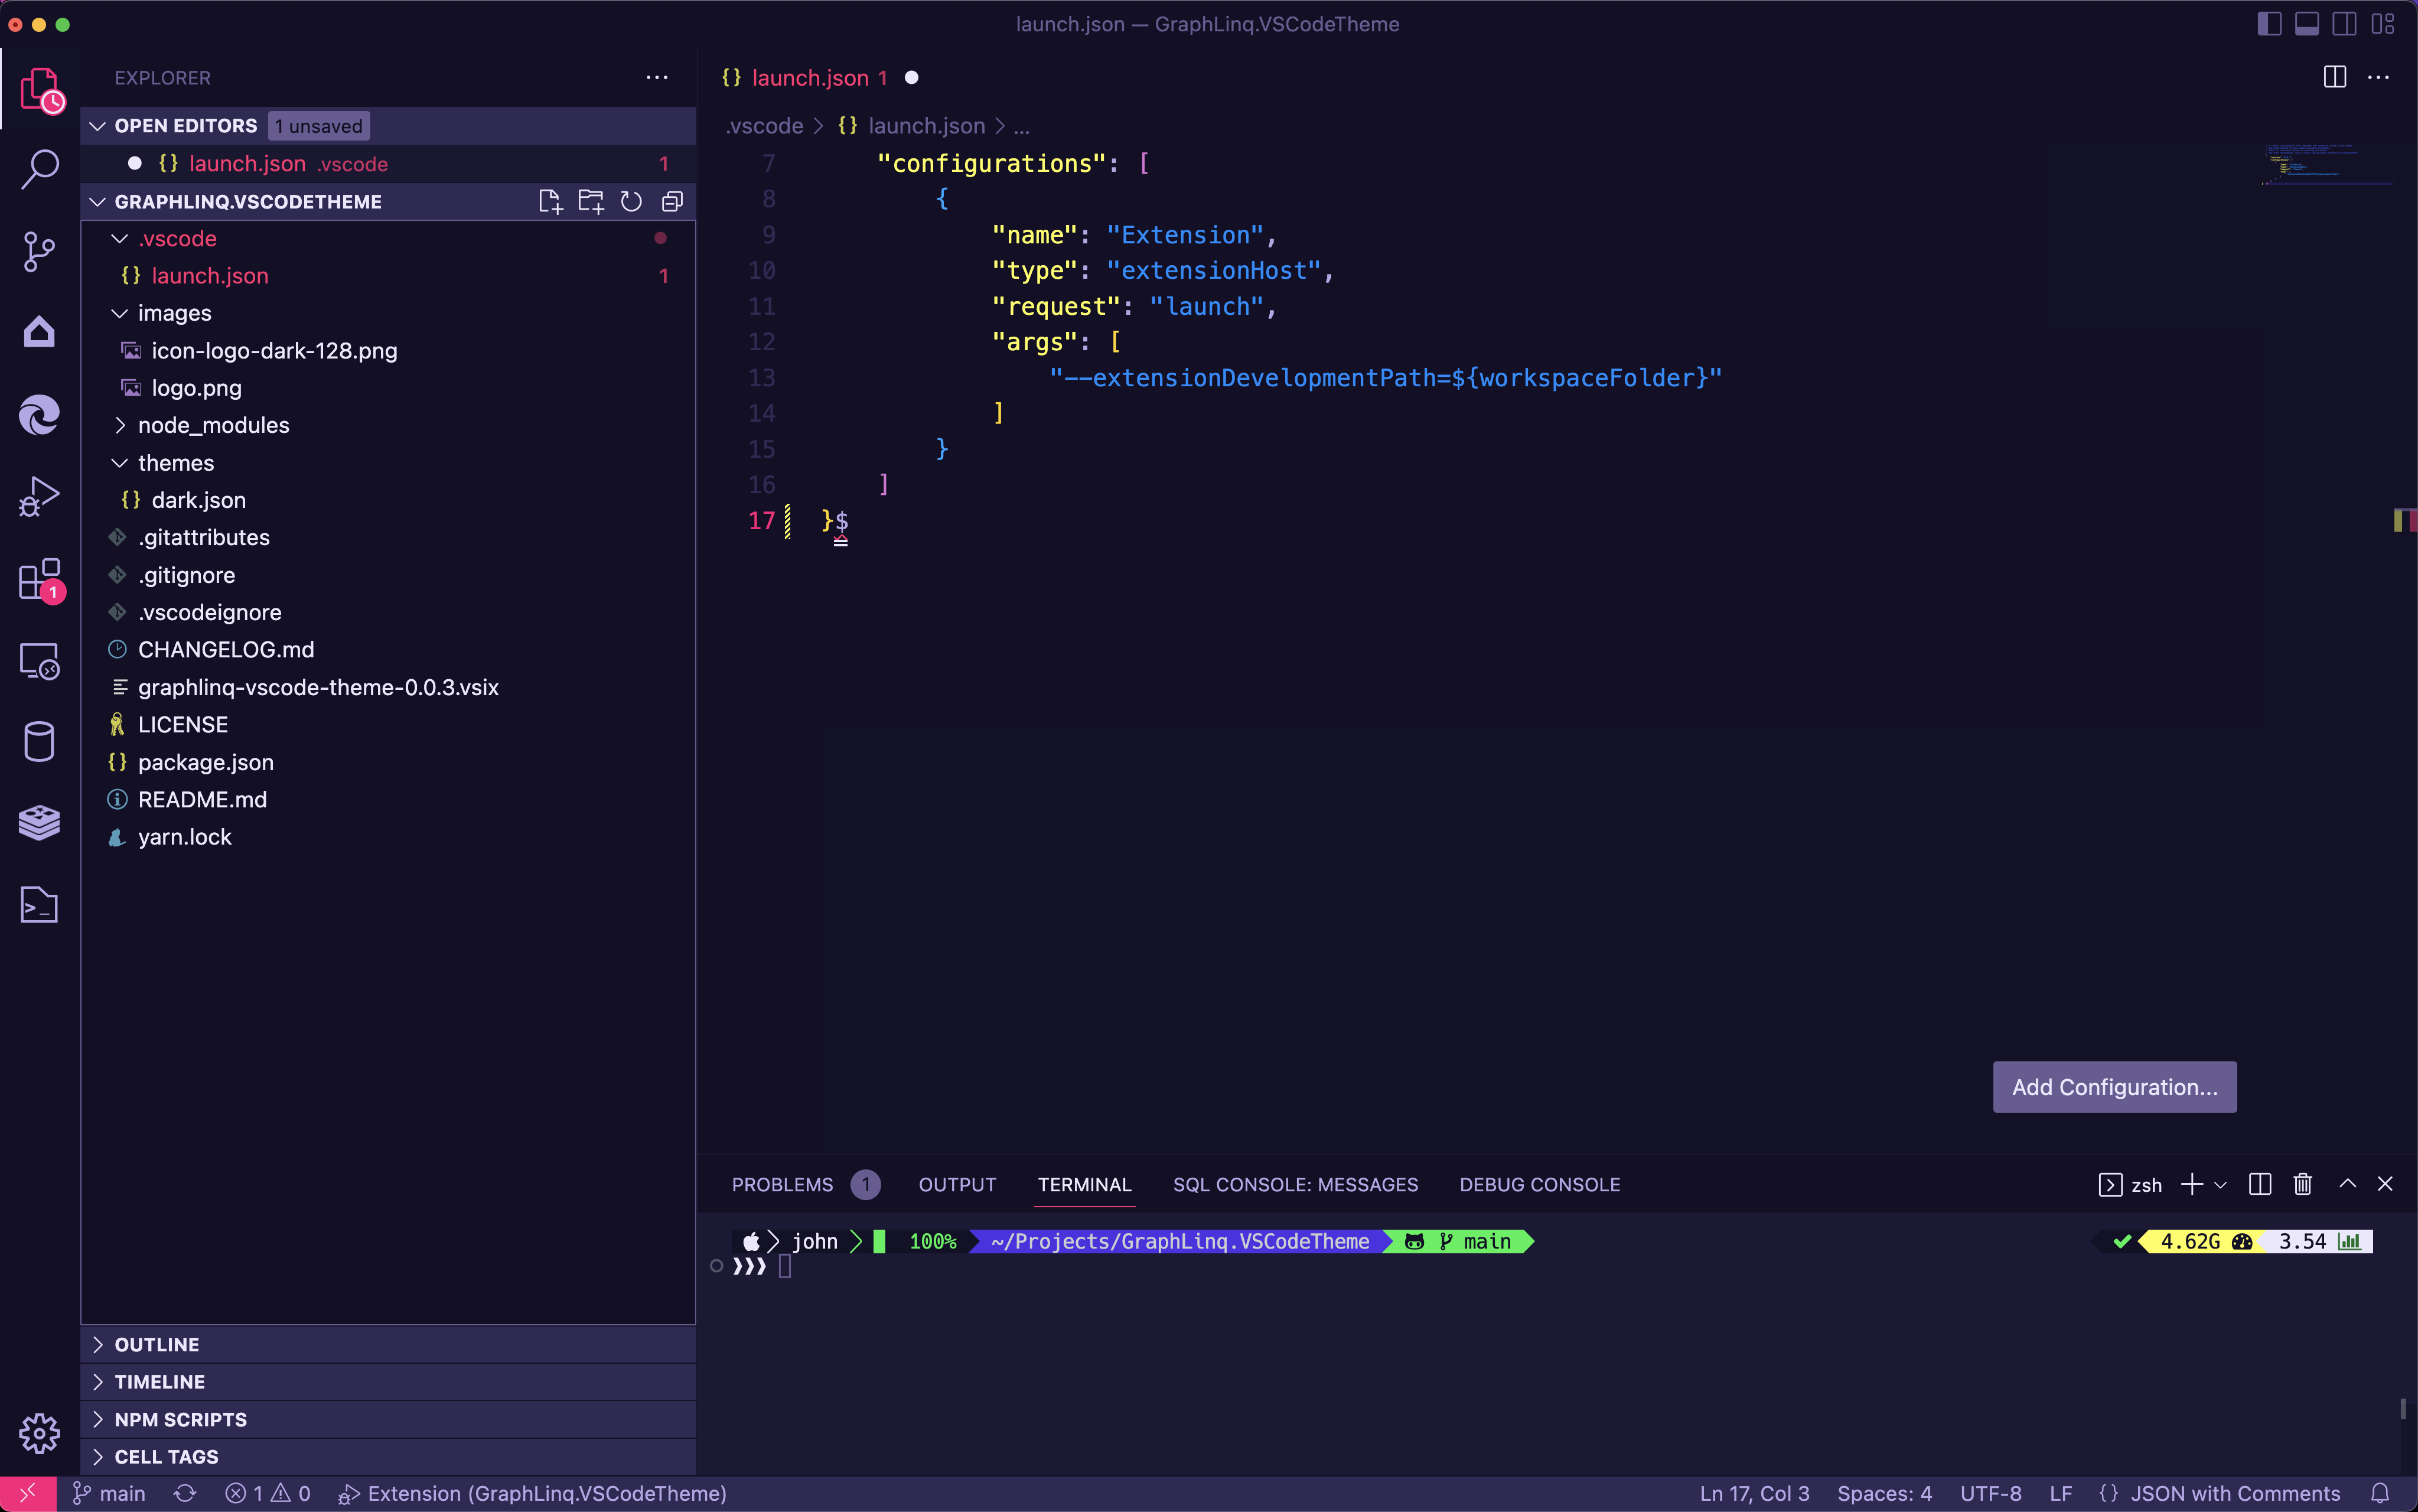 launch.json — GraphLinq.VSCodeTheme
EXPLORER
OPEN EDITORS 1 unsaved
{} launch.json .vscode 1
GRAPHLINQ.VSCODETHEME
.vscode
{} launch.json 1
images
icon-logo-dark-128.png
logo.png
node_modules
themes
{} dark.json
.gitattributes
.gitignore
1
.vscodeignore
CHANGELOG.md
graphlinq-vscode-theme-0.0.3.vsix
LICENSE
{} package.json
README.md
yarn.lock
OUTLINE
TIMELINE
NPM SCRIPTS
CELL TAGS
{} launch.json 1
.vscode > {} launch.json > ...
7 "configurations": [
8 {
9 "name": "Extension",
10 "type": "extensionHost",
11 "request": "launch",
12 "args": [
13 "--extensionDevelopmentPath=${workspaceFolder}"
14 ]
15 }
16 ]
17 }$
Add Configuration...
PROBLEMS 1 OUTPUT TERMINAL SQL CONSOLE: MESSAGES DEBUG CONSOLE zsh
john 100% ~/Projects/GraphLinq.VSCodeTheme main 4.62G 3.54
❯❯❯
main 1 0 Extension (GraphLinq.VSCodeTheme) Ln 17, Col 3 Spaces: 4 UTF-8 LF {} JSON with Comments